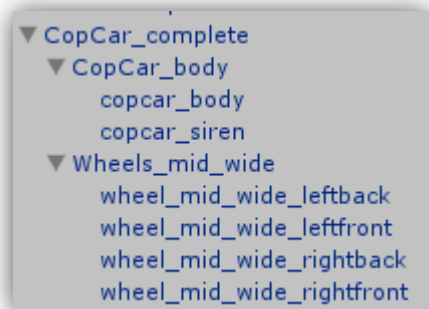 CopCar_complete
CopCar_body
copcar_body
copcar_siren
Wheels_mid_wide
wheel_mid_wide_leftback
wheel_mid_wide_leftfront
wheel_mid_wide_rightback
wheel_mid_wide_rightfront